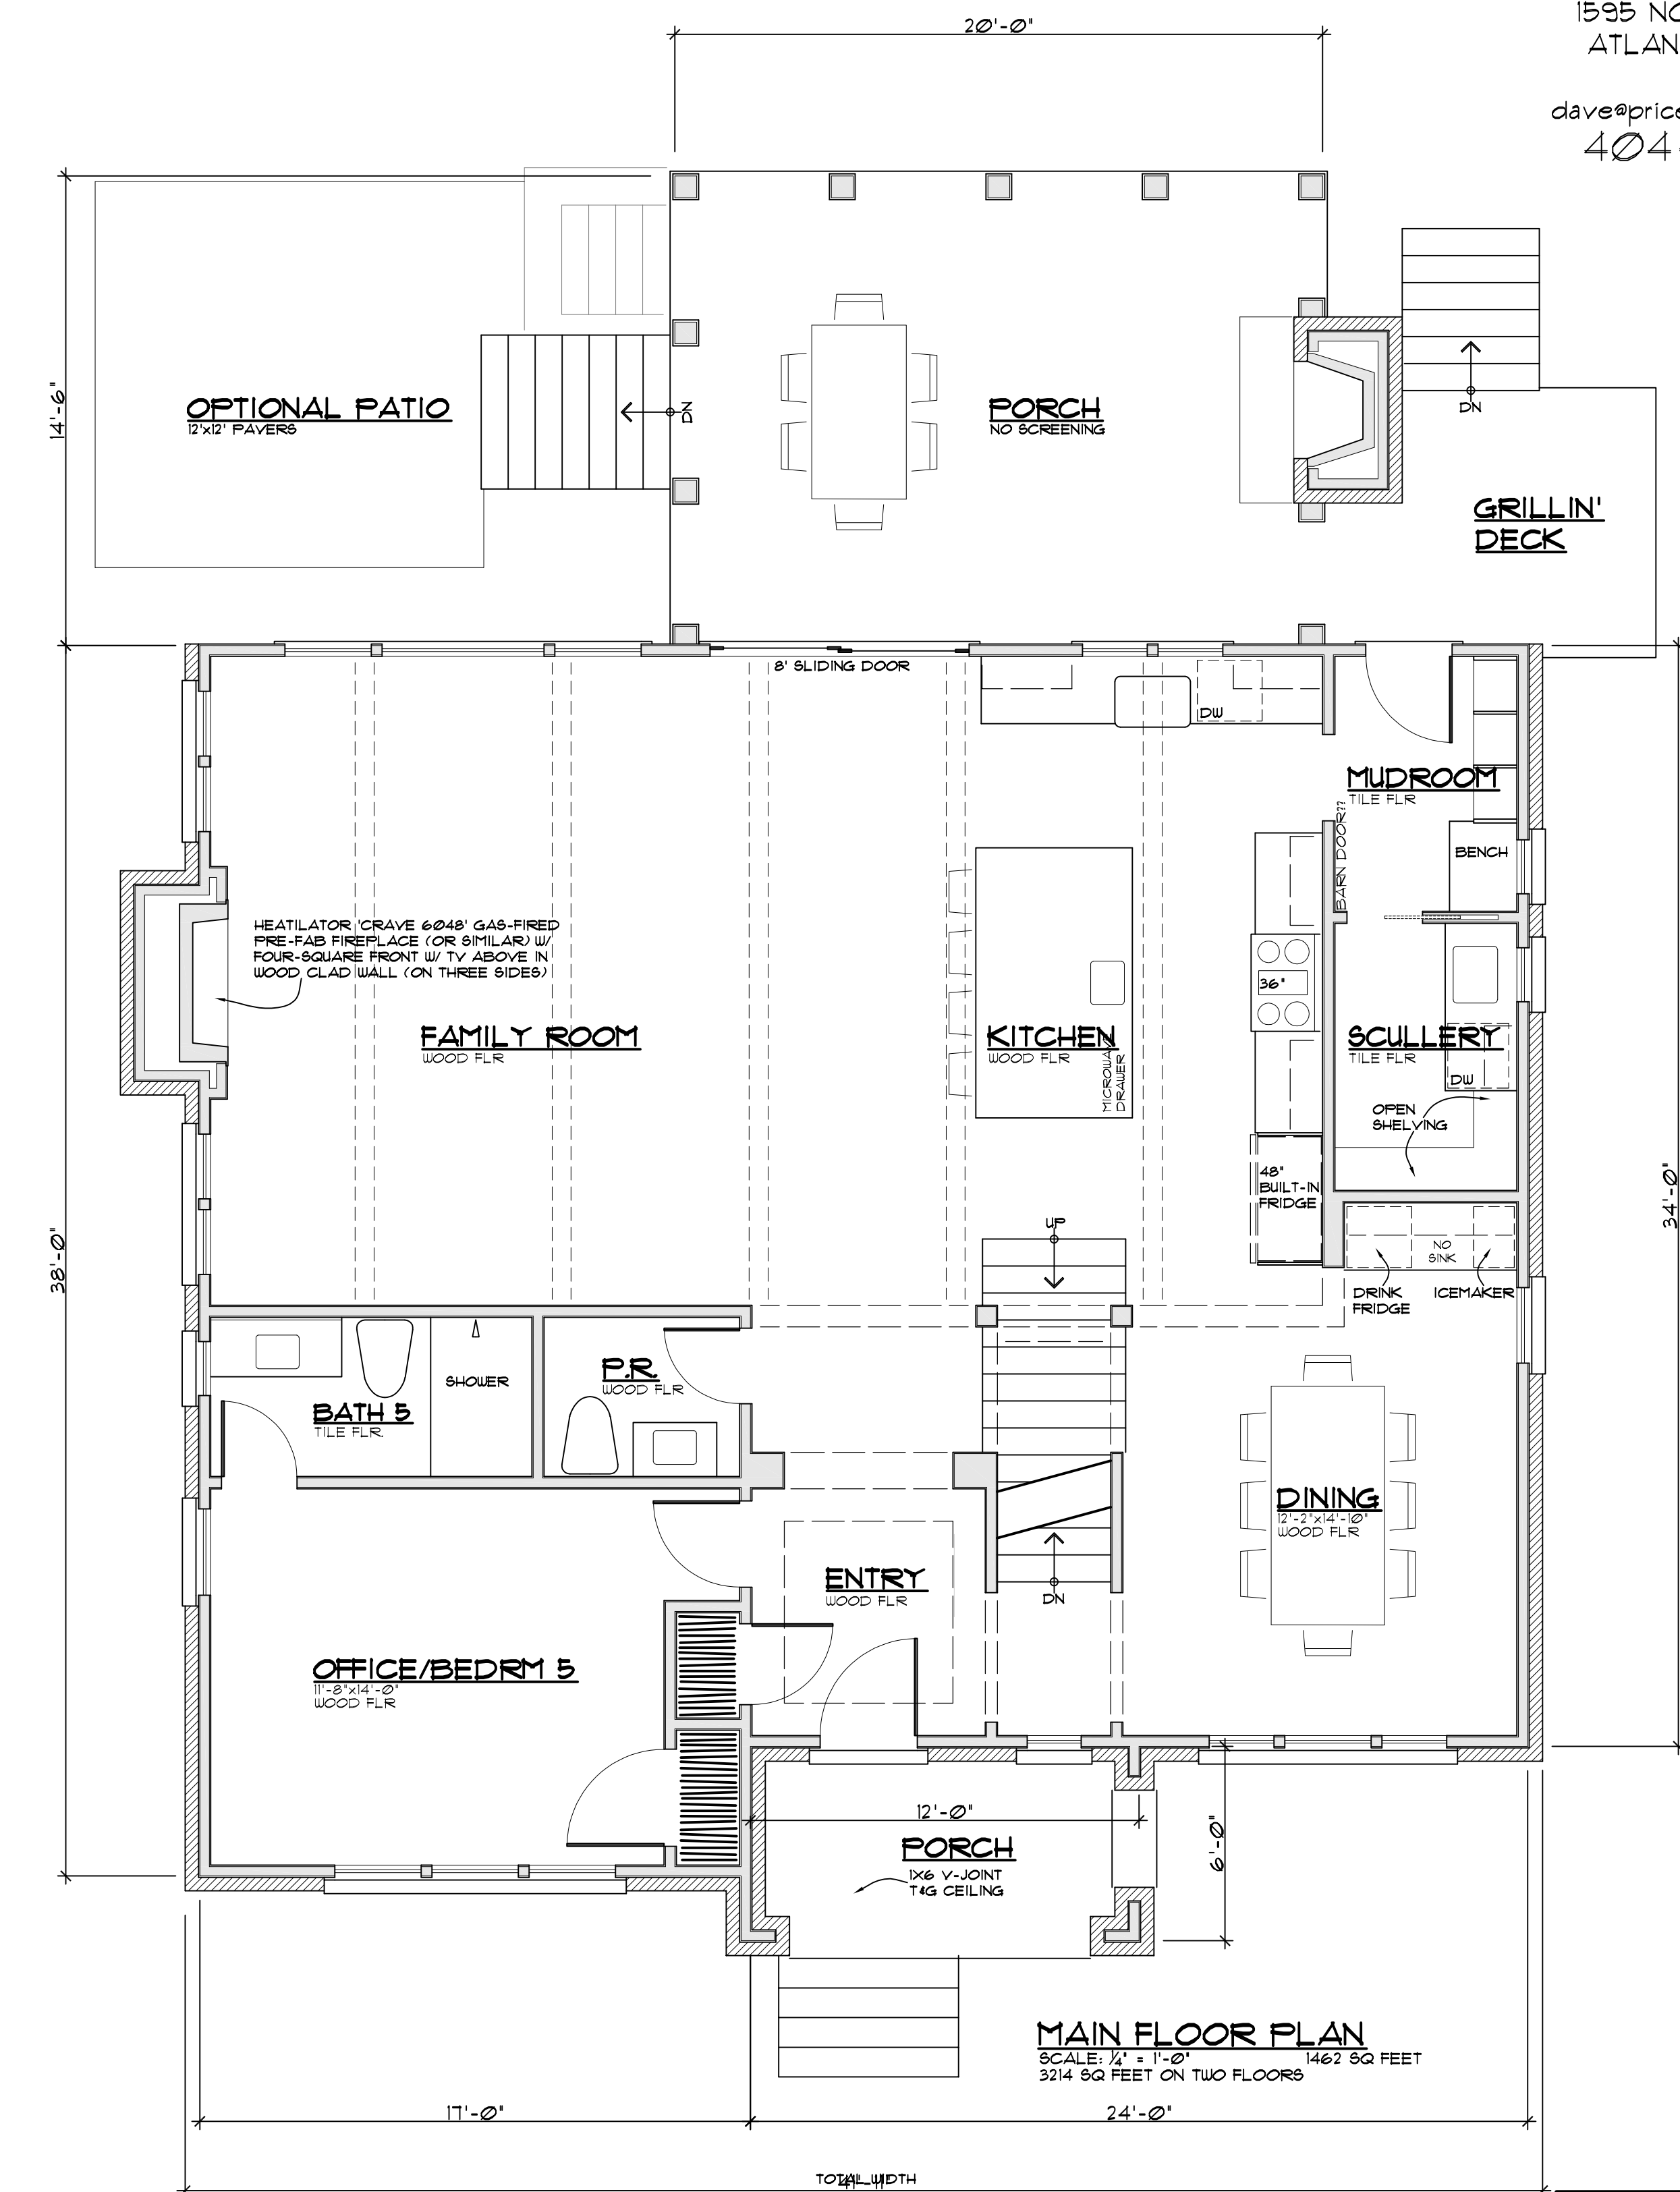 20'-0"
1595 NO
ATLAN
dave@price
404
14'-6"
OPTIONAL PATIO
12'x12' PAVERS
DN
PORCH
NO SCREENING
DN
GRILLIN'
DECK
8' SLIDING DOOR
DW
MUDROOM
TILE FLR
BARN DOOR??
BENCH
HEATILATOR 'CRAVE 6048' GAS-FIRED
PRE-FAB FIREPLACE (OR SIMILAR) W/
FOUR-SQUARE FRONT W/ TV ABOVE IN
WOOD CLAD WALL (ON THREE SIDES)
36"
FAMILY ROOM
WOOD FLR
KITCHEN
WOOD FLR
MICROWAVE
DRAWER
SCULLERY
TILE FLR
DW
OPEN
SHELVING
48"
BUILT-IN
FRIDGE
38'-0"
34'-0"
UP
NO
SINK
DRINK
FRIDGE
ICEMAKER
SHOWER
P.R.
WOOD FLR
BATH 5
TILE FLR.
DINING
12'-2"x14'-10"
WOOD FLR
ENTRY
WOOD FLR
DN
OFFICE/BEDRM 5
11'-8"x14'-0"
WOOD FLR
12'-0"
PORCH
1X6 V-JOINT
T&G CEILING
6'-0"
MAIN FLOOR PLAN
SCALE: 1/4" = 1'-0" 1462 SQ FEET
3214 SQ FEET ON TWO FLOORS
17'-0"
24'-0"
TOTAL WIDTH